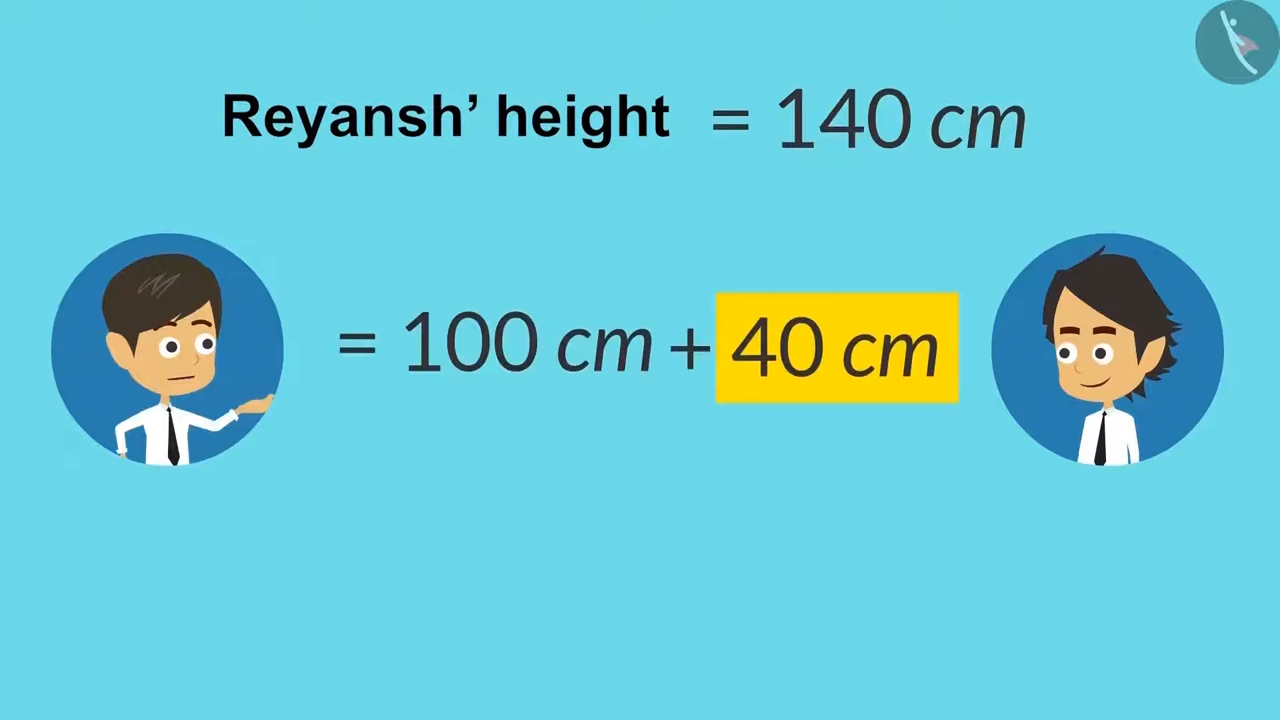 Reyansh’ height = 140 cm
= 100 cm + 40 cm